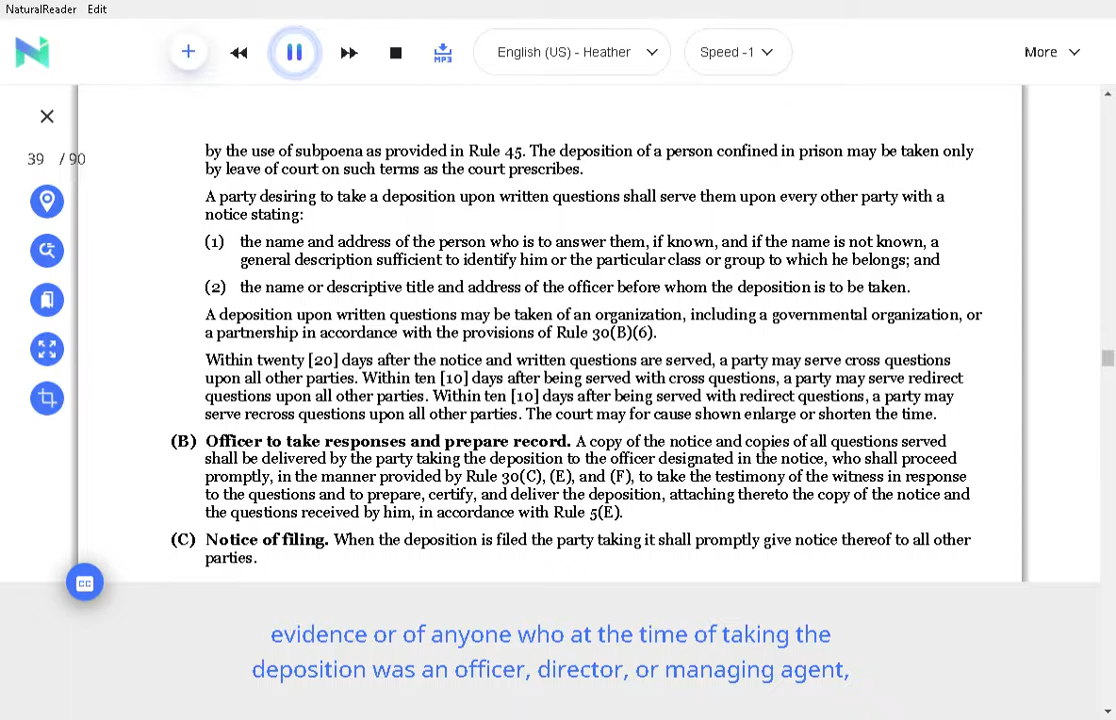 NaturalReader Edit
English (US) - Heather
Speed -1
More
MP3
39 / 90
by the use of subpoena as provided in Rule 45. The deposition of a person confined in prison may be taken only
by leave of court on such terms as the court prescribes.
A party desiring to take a deposition upon written questions shall serve them upon every other party with a
notice stating:
(1) the name and address of the person who is to answer them, if known, and if the name is not known, a
general description sufficient to identify him or the particular class or group to which he belongs; and
(2) the name or descriptive title and address of the officer before whom the deposition is to be taken.
A deposition upon written questions may be taken of an organization, including a governmental organization, or
a partnership in accordance with the provisions of Rule 30(B)(6).
Within twenty [20] days after the notice and written questions are served, a party may serve cross questions
upon all other parties. Within ten [10] days after being served with cross questions, a party may serve redirect
questions upon all other parties. Within ten [10] days after being served with redirect questions, a party may
serve recross questions upon all other parties. The court may for cause shown enlarge or shorten the time.
(B) Officer to take responses and prepare record. A copy of the notice and copies of all questions served
shall be delivered by the party taking the deposition to the officer designated in the notice, who shall proceed
promptly, in the manner provided by Rule 30(C), (E), and (F), to take the testimony of the witness in response
to the questions and to prepare, certify, and deliver the deposition, attaching thereto the copy of the notice and
the questions received by him, in accordance with Rule 5(E).
(C) Notice of filing. When the deposition is filed the party taking it shall promptly give notice thereof to all other
parties.
CC
evidence or of anyone who at the time of taking the
deposition was an officer, director, or managing agent,